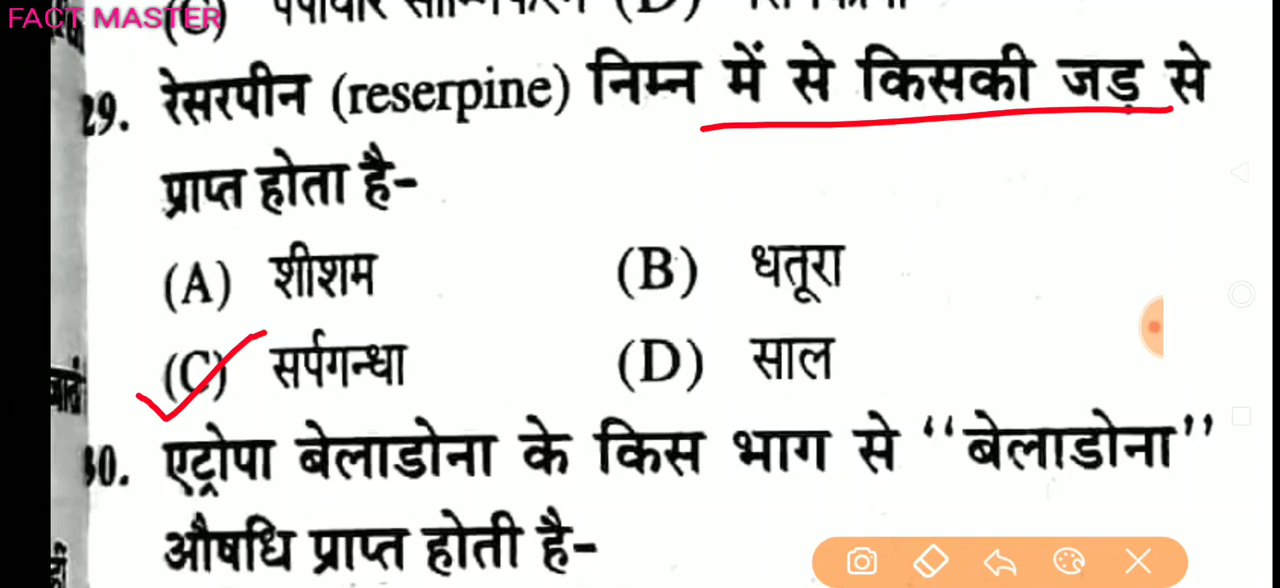 FACT MASTER
(C)
29. रेसरपीन (reserpine) निम्न में से किसकी जड़ से
प्राप्त होता है-
(A) शीशम (B) धतूरा
(C) सर्पगन्धा (D) साल
30. एट्रोपा बेलाडोना के किस भाग से “बेलाडोना”
औषधि प्राप्त होती है-